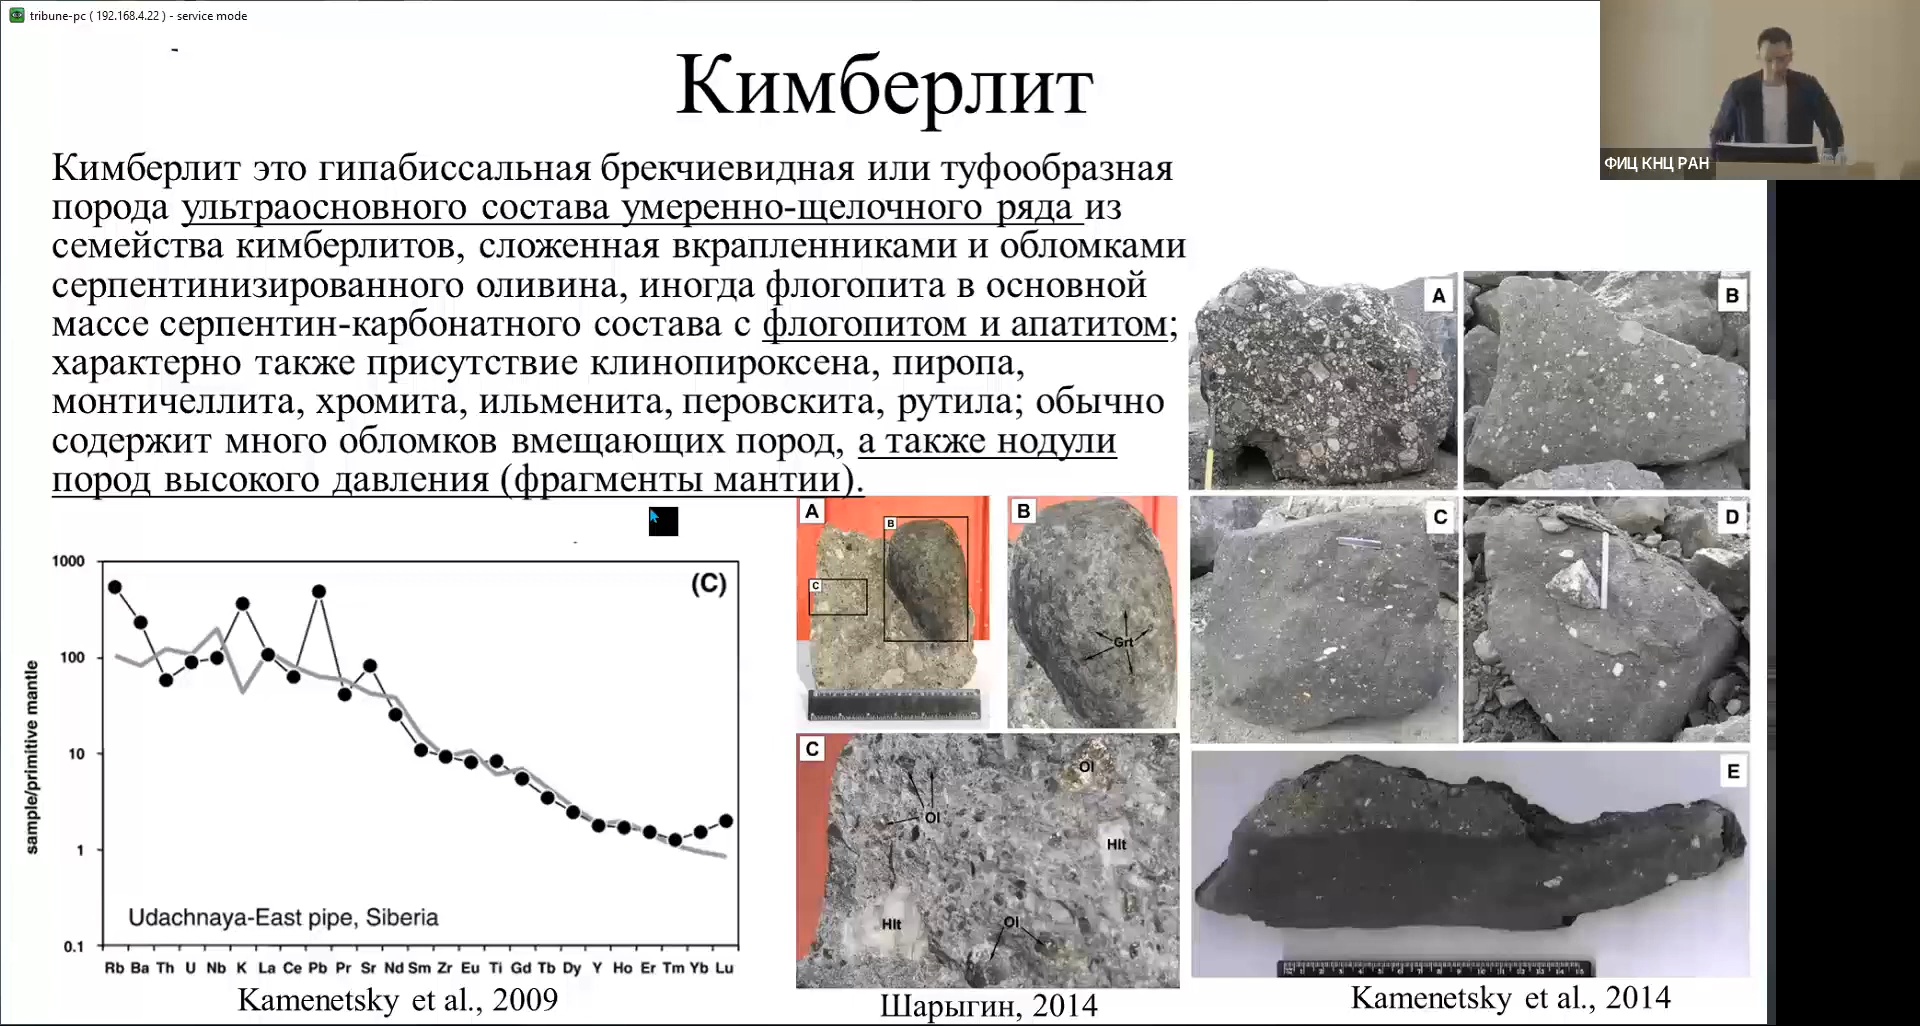 tribune-pc ( 192.168.4.22 ) - service mode
Кимберлит
ФИЦ КНЦ РАН
Кимберлит это гипабиссальная брекчиевидная или туфообразная
порода ультраосновного состава умеренно-щелочного ряда из
семейства кимберлитов, сложенная вкрапленниками и обломками
серпентинизированного оливина, иногда флогопита в основной
массе серпентин-карбонатного состава с флогопитом и апатитом;
характерно также присутствие клинопироксена, пиропа,
монтичеллита, хромита, ильменита, перовскита, рутила; обычно
содержит много обломков вмещающих пород, а также нодули
пород высокого давления (фрагменты мантии).
sample/primitive mantle
1000
100
10
1
0.1
(C)
Udachnaya-East pipe, Siberia
Rb Ba Th U Nb K La Ce Pb Pr Sr Nd Sm Zr Eu Ti Gd Tb Dy Y Ho Er Tm Yb Lu
Kamenetsky et al., 2009
A
B
C
B
Grt
C
Ol
Ol
Hlt
Hlt
Ol
Шарыгин, 2014
A
B
C
D
E
Kamenetsky et al., 2014